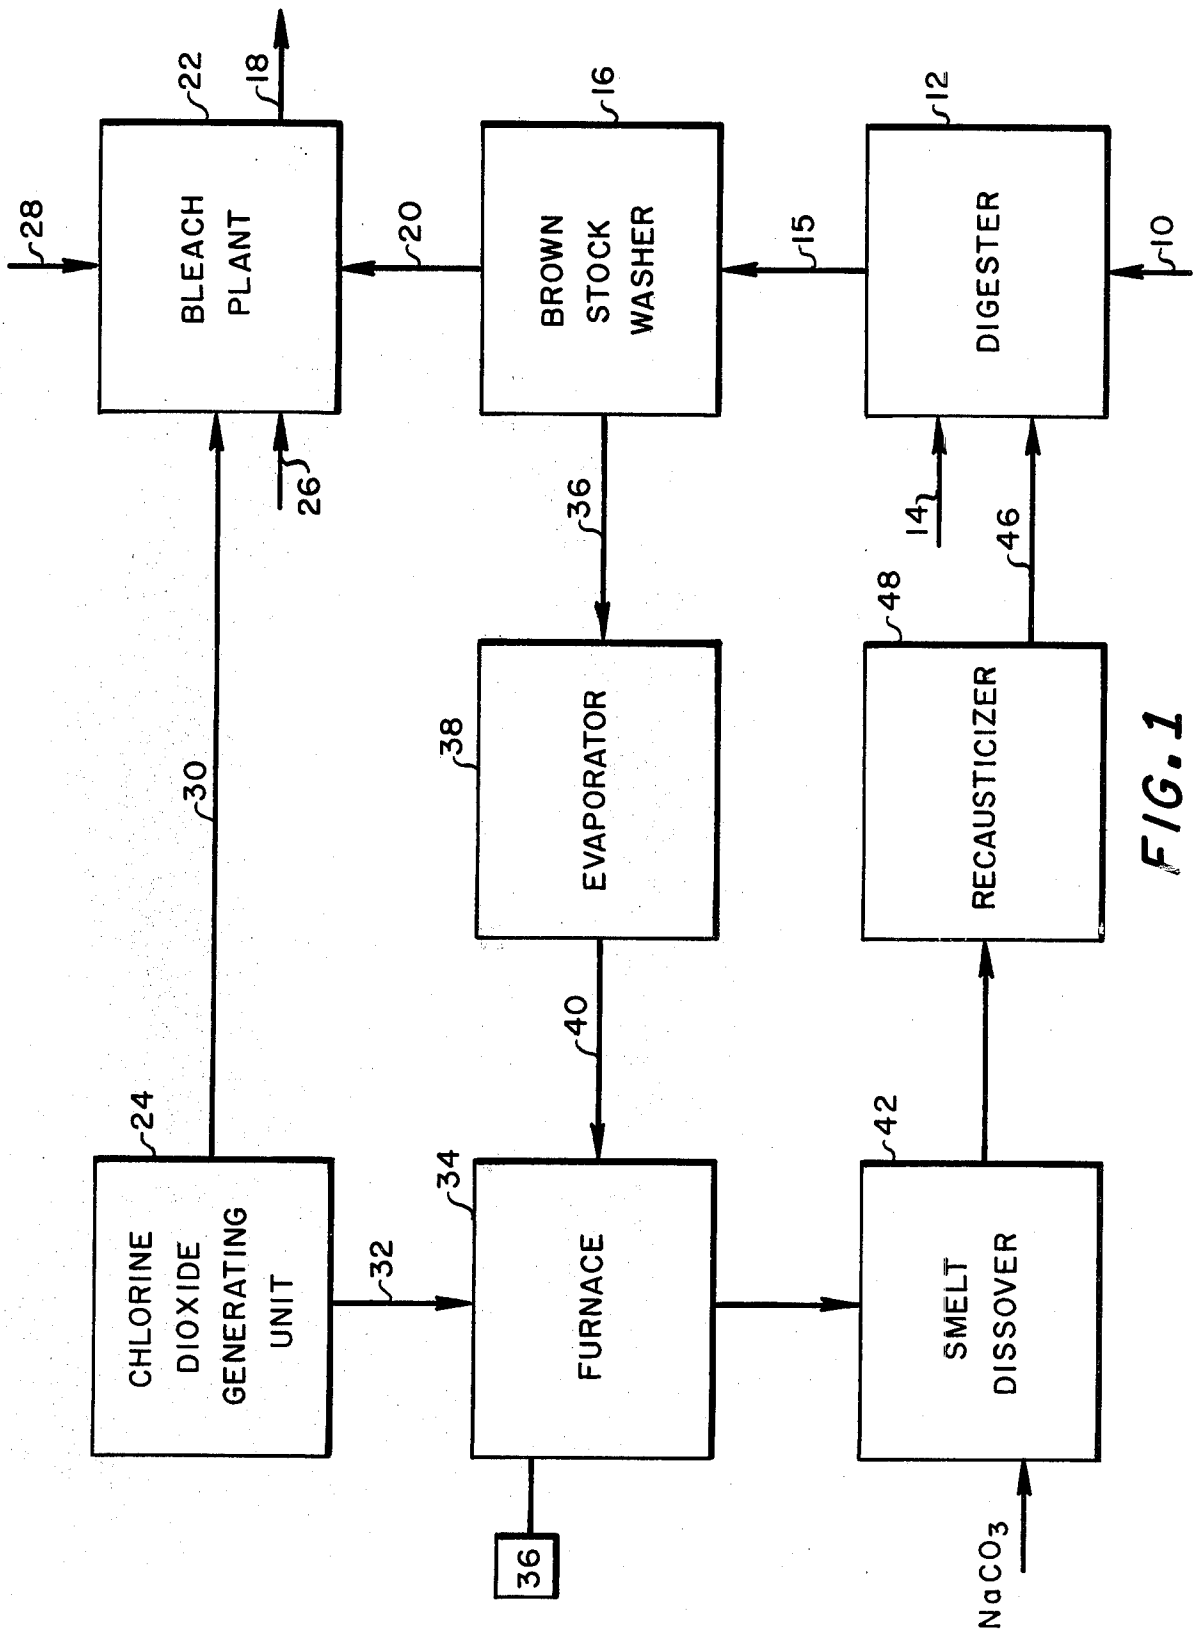 24
22
28
CHLORINE
DIOXIDE
GENERATING
UNIT
30
BLEACH
PLANT
18
26
32
20
34
38
16
36
FURNACE
40
EVAPORATOR
36
BROWN
STOCK
WASHER
15
42
48
12
NaCO3
SMELT
DISSOVER
RECAUSTICIZER
14
46
DIGESTER
10
FIG. 1